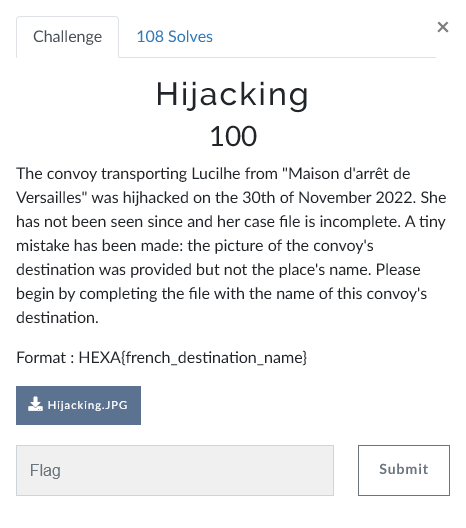 Challenge
108 Solves
×
Hijacking
100
The convoy transporting Lucilhe from "Maison d'arrêt de
Versailles" was hijhacked on the 30th of November 2022. She
has not been seen since and her case file is incomplete. A tiny
mistake has been made: the picture of the convoy's
destination was provided but not the place's name. Please
begin by completing the file with the name of this convoy's
destination.
Format : HEXA{french_destination_name}
Hijacking.JPG
Flag
Submit